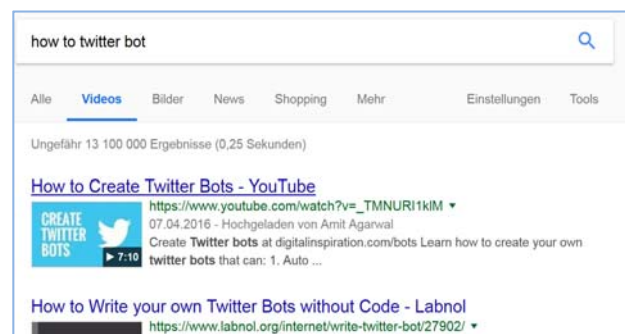 how to twitter bot
Alle Videos Bilder News Shopping Mehr Einstellungen Tools
Ungefähr 13 100 000 Ergebnisse (0,25 Sekunden)
How to Create Twitter Bots - YouTube
https://www.youtube.com/watch?v=_TMNURI1kIM
CREATE
TWITTER
BOTS
7:10
07.04.2016 - Hochgeladen von Amit Agarwal
Create Twitter bots at digitalinspiration.com/bots Learn how to create your own
twitter bots that can: 1. Auto ...
How to Write your own Twitter Bots without Code - Labnol
https://www.labnol.org/internet/write-twitter-bot/27902/